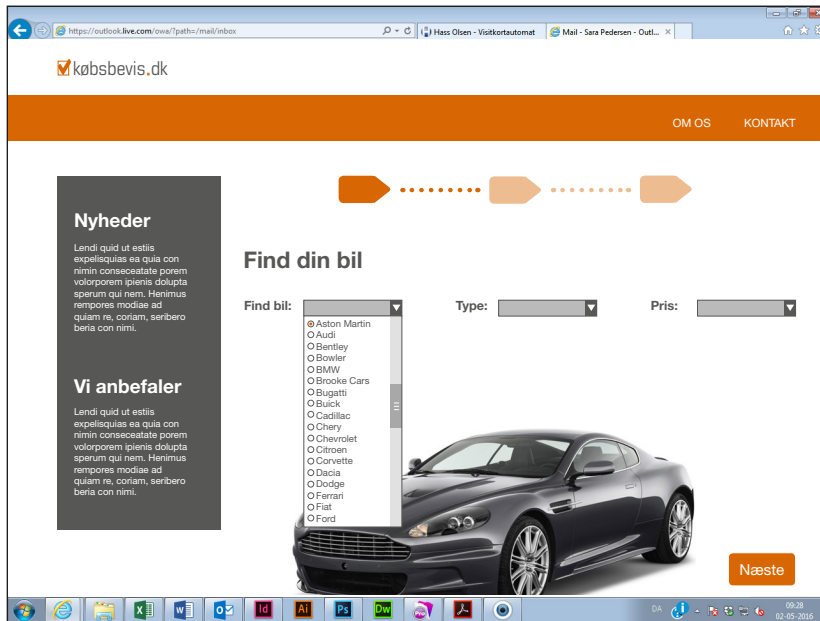 https://outlook.live.com/owa/?path=/mail/inbox
Hass Olsen - Visitkortautomat
Mail - Sara Pedersen - Outl...
købsbevis.dk
OM OS
KONTAKT
Nyheder
Lendi quid ut estiis
expelisquias ea quia con
nimin conseceatate porem
volorporem ipienis dolupta
sperum qui nem. Henimus
rempores modiae ad
quiam re, coriam, seribero
beria con nimi.
Vi anbefaler
Lendi quid ut estiis
expelisquias ea quia con
nimin conseceatate porem
volorporem ipienis dolupta
sperum qui nem. Henimus
rempores modiae ad
quiam re, coriam, seribero
beria con nimi.
Find din bil
Find bil:
Type:
Pris:
Aston Martin
Audi
Bentley
Bowler
BMW
Brooke Cars
Bugatti
Buick
Cadillac
Chery
Chevrolet
Citroen
Corvette
Dacia
Dodge
Ferrari
Fiat
Ford
Næste
Id
Ai
Ps
Dw
DA
09:28
02-05-2016